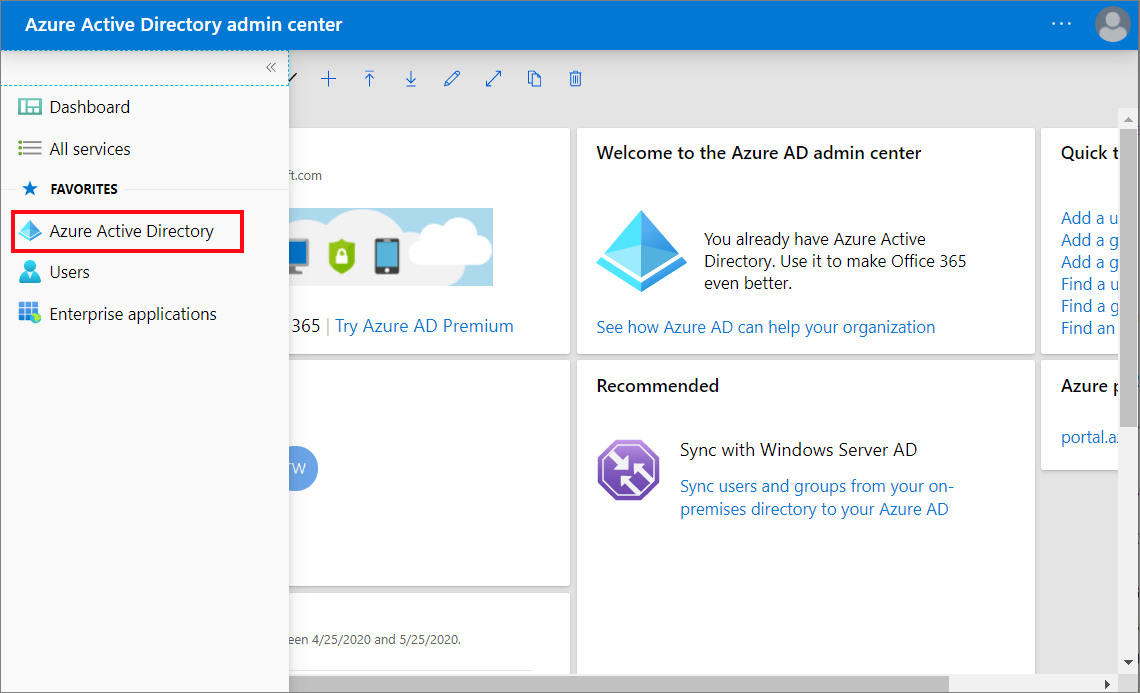 Azure Active Directory admin center
Dashboard
All services
FAVORITES
Azure Active Directory
Users
Enterprise applications
ft.com
365 | Try Azure AD Premium
Welcome to the Azure AD admin center
You already have Azure Active
Directory. Use it to make Office 365
even better.
See how Azure AD can help your organization
Quick t
Add a u
Add a g
Add a g
Find a u
Find a g
Find an
TW
Recommended
Sync with Windows Server AD
Sync users and groups from your on-
premises directory to your Azure AD
Azure p
portal.az
een 4/25/2020 and 5/25/2020.